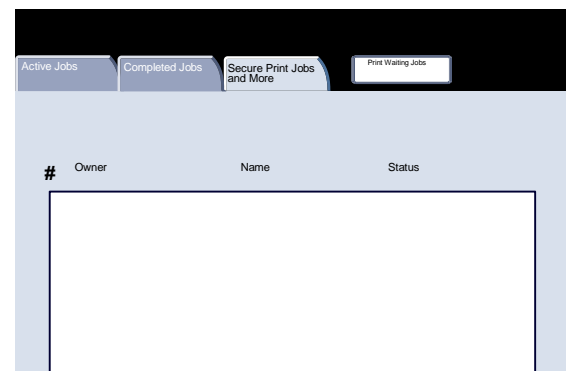 Active Jobs
Completed Jobs
Secure Print Jobs
and More
Print Waiting Jobs
# Owner Name Status